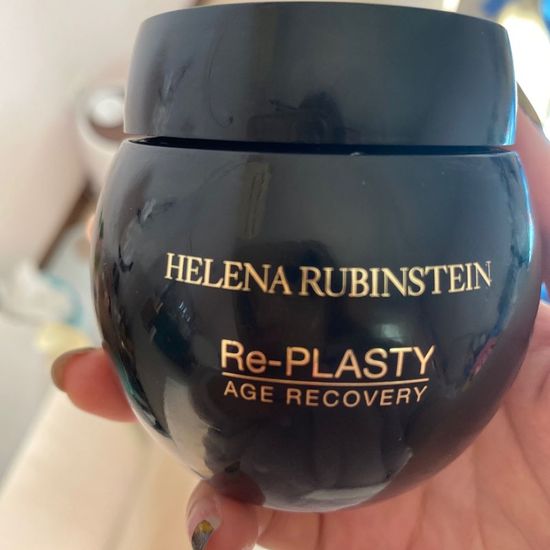 HELENA RUBINSTEIN
Re-PLASTY
AGE RECOVERY